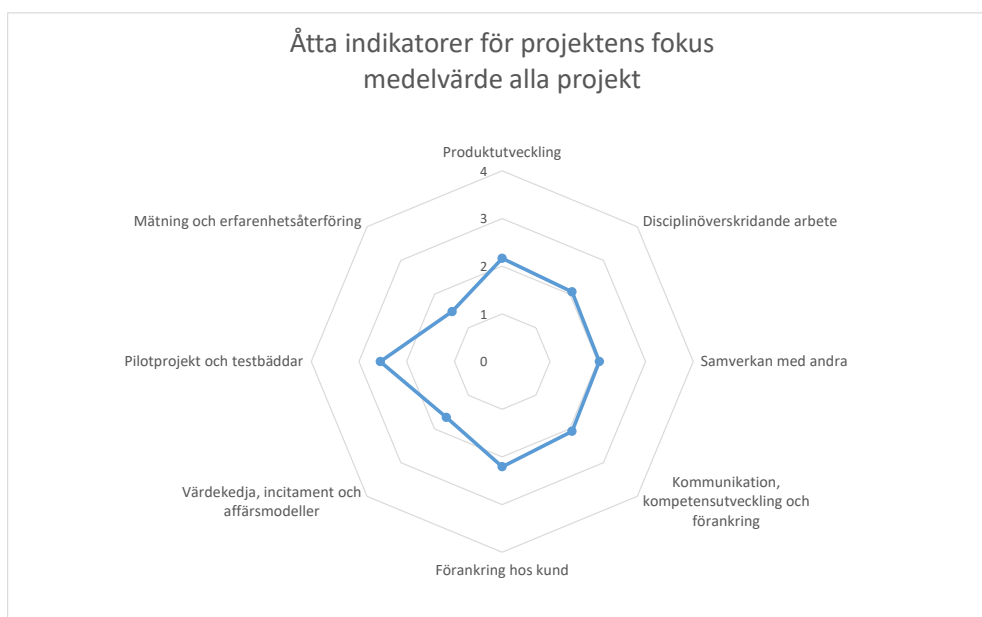 Åtta indikatorer för projektens fokus
medelvärde alla projekt
Produktutveckling
4
Mätning och erfarenhetsåterföring
Disciplinöverskridande arbete
3
2
1
Pilotprojekt och testbäddar
0
Samverkan med andra
Värdekedja, incitament och
affärsmodeller
Kommunikation,
kompetensutveckling och
förankring
Förankring hos kund